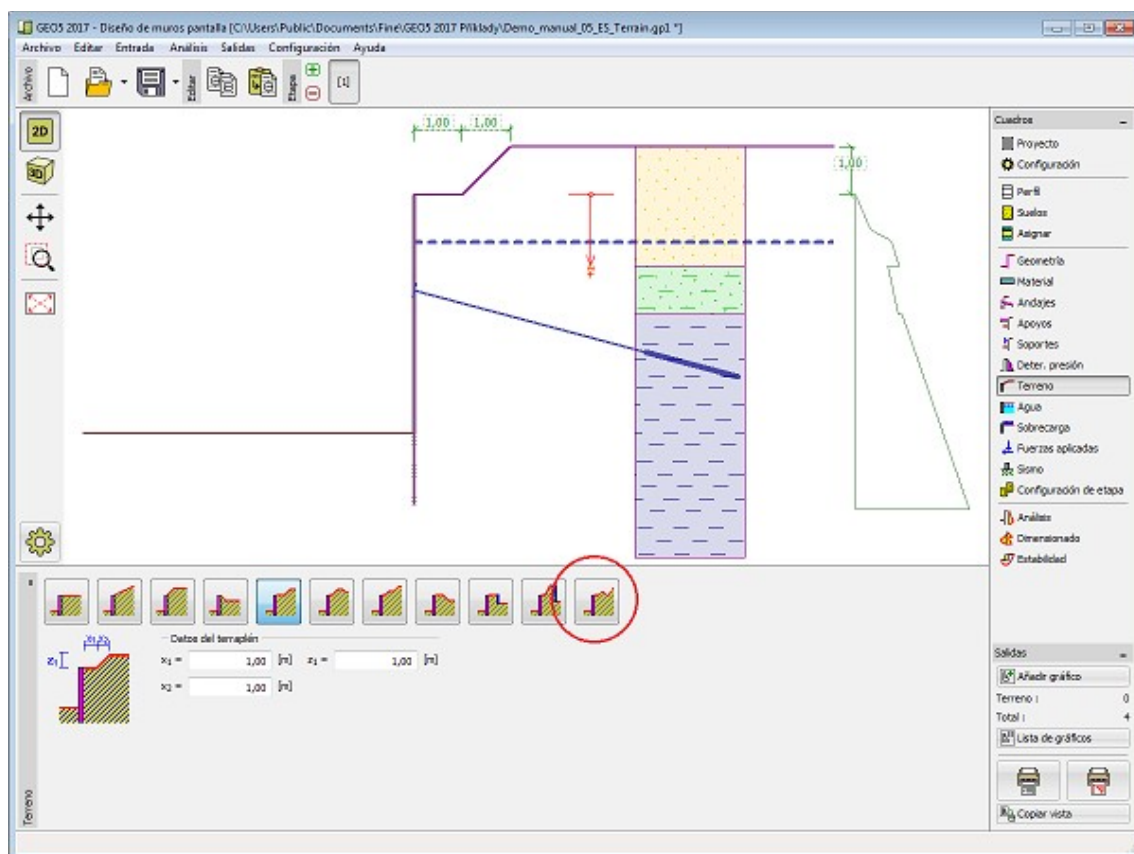 GEO5 2017 - Diseño de muros pantalla [C:\Users\Public\Documents\Fine\GEO5 2017 Příklady\Demo_manual_05_ES_Terrain.gp1 *]
Archivo Editar Entrada Análisis Salidas Configuración Ayuda
Archivo
Editar
Etapa
[1]
2D
3D
1,00 1,00
1,00
+z
Cuadros
Proyecto
Configuración
Perfil
Suelos
Asignar
Geometría
Material
Anclajes
Apoyos
Soportes
Deter. presión
Terreno
Agua
Sobrecarga
Fuerzas aplicadas
Sismo
Configuración de etapa
Análisis
Dimensionado
Estabilidad
Datos del terraplén
x₁ = 1,00 [m] z₁ = 1,00 [m]
x₂ = 1,00 [m]
x₁ x₂
z₁
Terreno
Salidas
Añadir gráfico
Terreno : 0
Total : 4
Lista de gráficos
Copiar vista